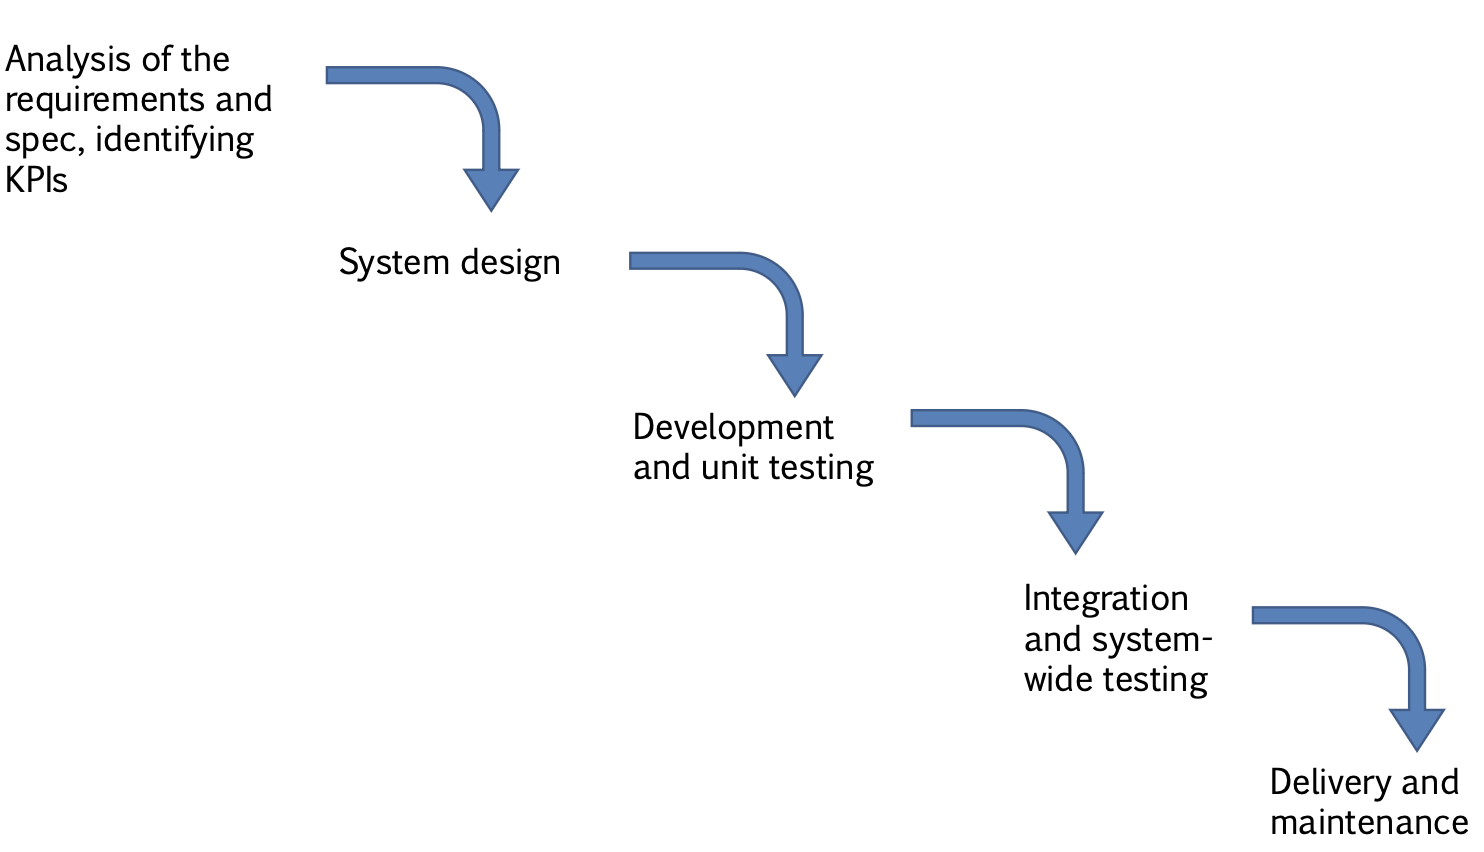 Analysis of the
requirements and
spec, identifying
KPIs
System design
Development
and unit testing
Integration
and system-
wide testing
Delivery and
maintenance